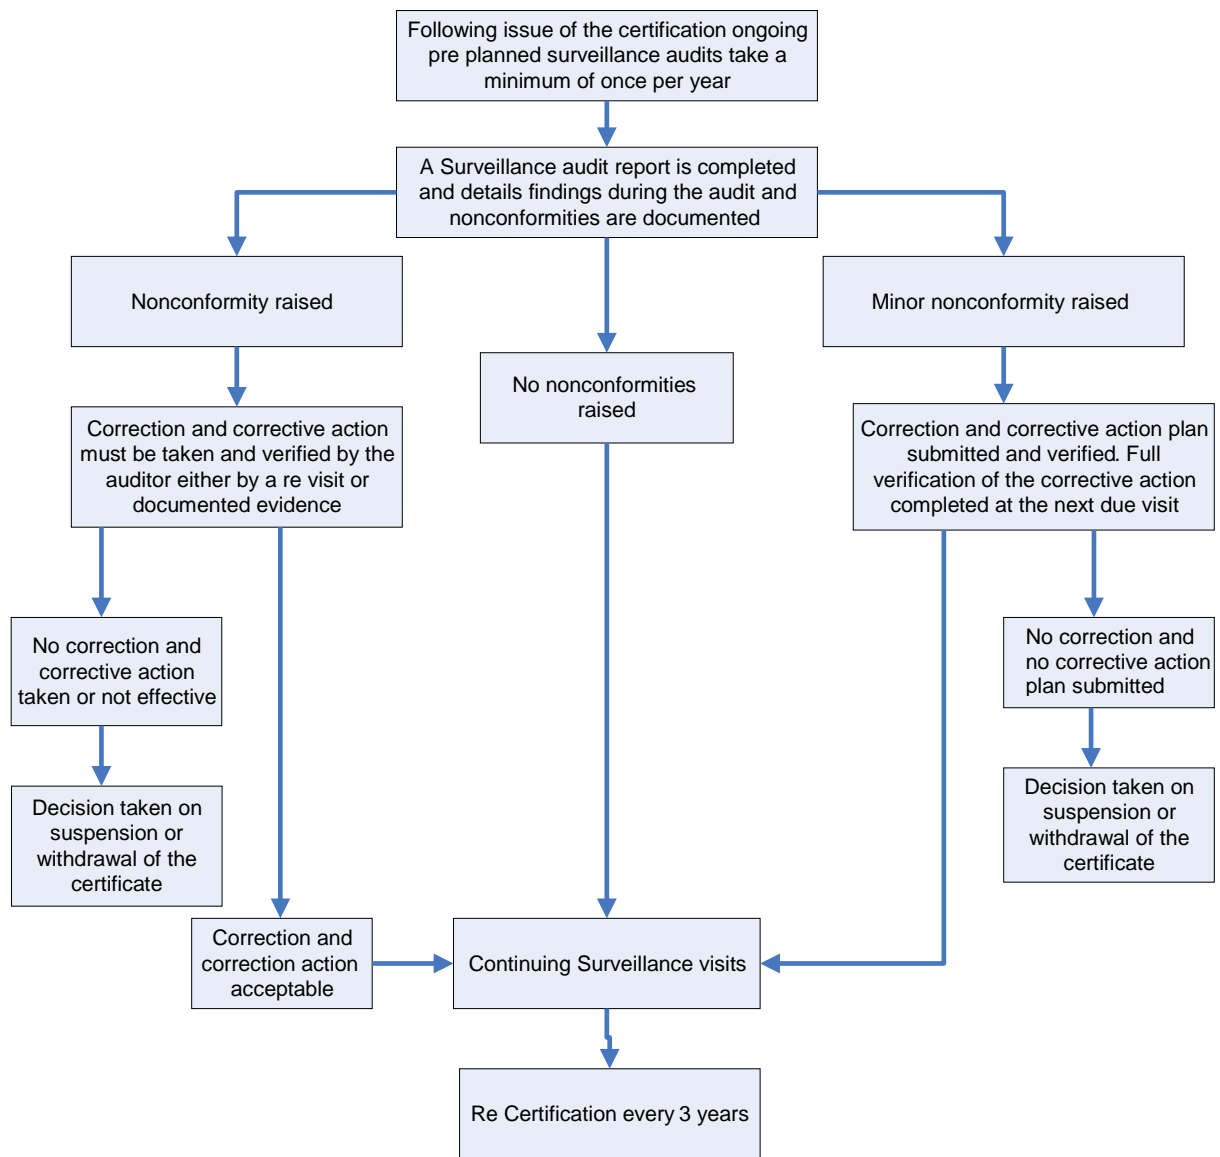 Following issue of the certification ongoing
pre planned surveillance audits take a
minimum of once per year
A Surveillance audit report is completed
and details findings during the audit and
nonconformities are documented
Nonconformity raised
Minor nonconformity raised
No nonconformities
raised
Correction and corrective action
must be taken and verified by the
auditor either by a re visit or
documented evidence
Correction and corrective action plan
submitted and verified. Full
verification of the corrective action
completed at the next due visit
No correction and
corrective action
taken or not effective
No correction and
no corrective action
plan submitted
Decision taken on
suspension or
withdrawal of the
certificate
Decision taken on
suspension or
withdrawal of the
certificate
Correction and
correction action
acceptable
Continuing Surveillance visits
Re Certification every 3 years